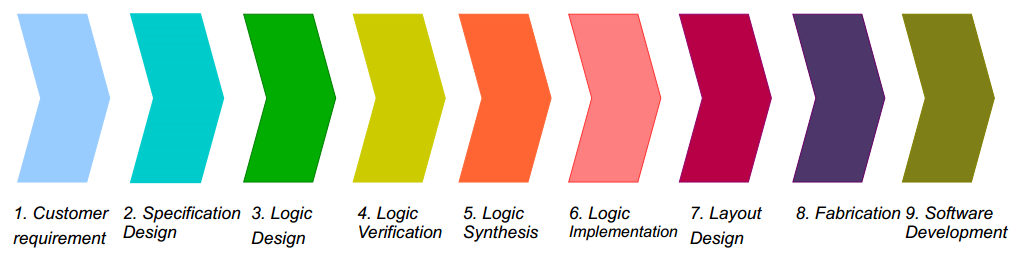 1. Customer
requirement
2. Specification
Design
3. Logic
Design
4. Logic
Verification
5. Logic
Synthesis
6. Logic
Implementation
7. Layout
Design
8. Fabrication
9. Software
Development